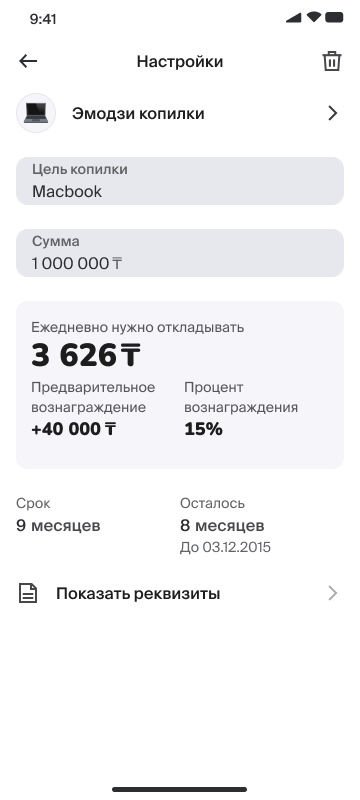 9:41
Настройки
Эмодзи копилки
Цель копилки
Macbook
Сумма
1 000 000 ₸
Ежедневно нужно откладывать
3 626 ₸
Предварительное вознаграждение
+40 000 ₸
Процент вознаграждения
15%
Срок
9 месяцев
Осталось
8 месяцев
До 03.12.2015
Показать реквизиты